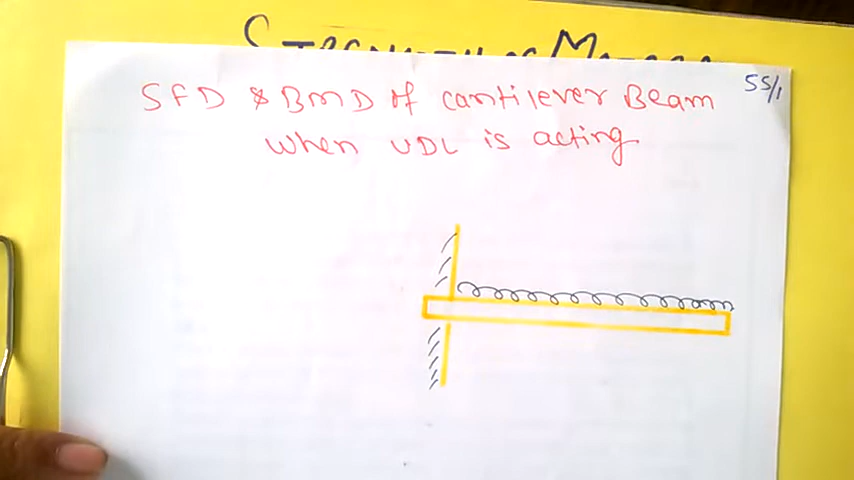 55/1
SFD & BMD of cantilever Beam
when UDL is acting